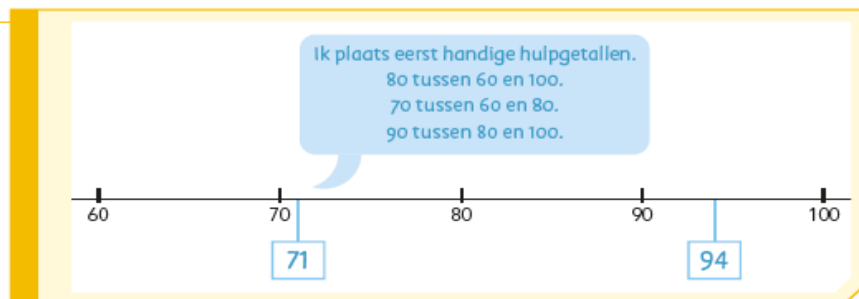 Ik plaats eerst handige hulpgetallen.
80 tussen 60 en 100.
70 tussen 60 en 80.
90 tussen 80 en 100.
60 70 80 90 100
71 94